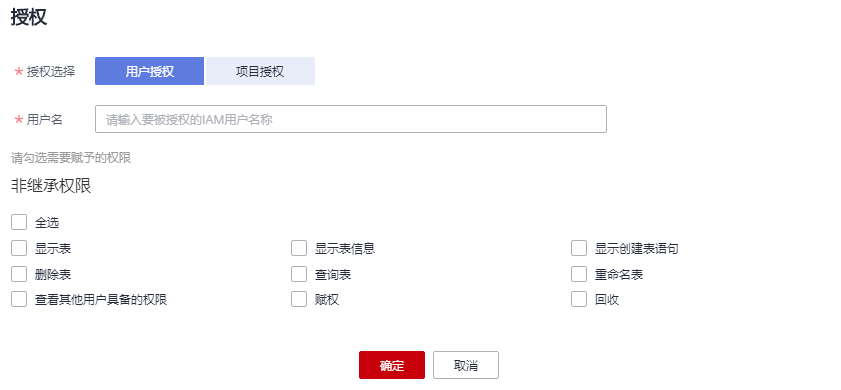 授权
* 授权选择 用户授权 项目授权
* 用户名 请输入要被授权的IAM用户名称
请勾选需要赋予的权限
非继承权限
全选
显示表 显示表信息 显示创建表语句
删除表 查询表 重命名表
查看其他用户具备的权限 赋权 回收
确定 取消